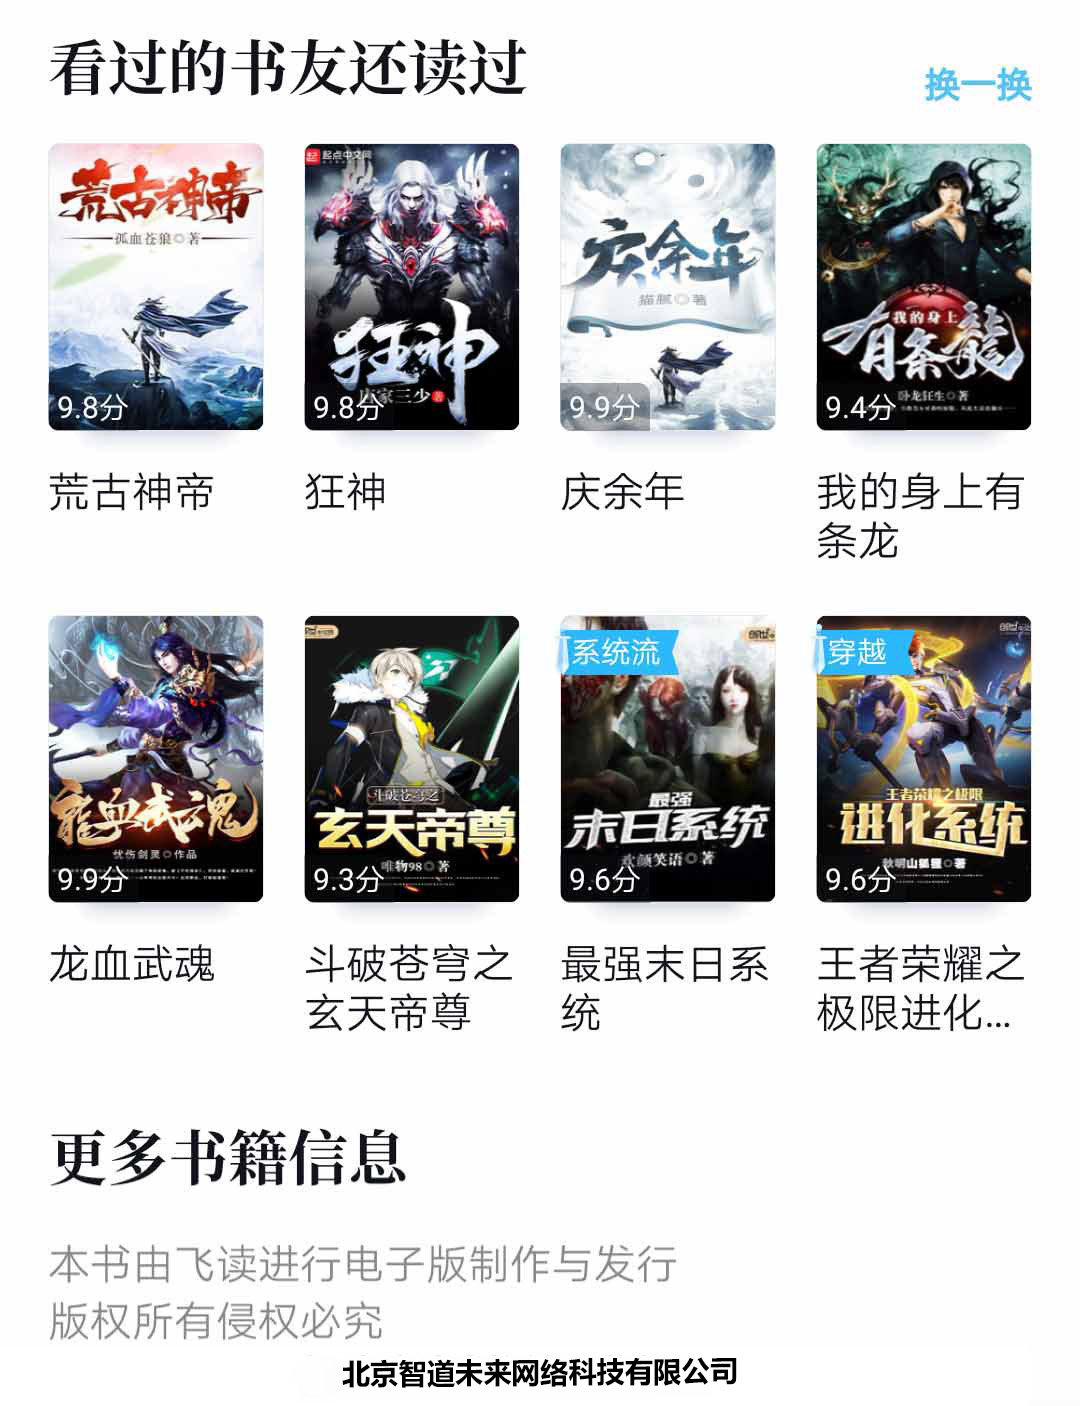 看过的书友还读过
换一换
荒古神帝
孤血苍狼◎著
9.8分
起点中文网
狂神
唐家三少 著
9.8分
庆余年
猫腻◎著
9.9分
我的身上
有条龍
卧龙狂生◎著
9.4分
荒古神帝
狂神
庆余年
我的身上有
条龙
龍血武魂
忧伤剑灵◎作品
9.9分
斗破苍穹之
玄天帝尊
唯物98◎著
9.3分
系统流
最强
末日系统
欢颜笑语◎著
9.6分
穿越
王者荣耀之极限
进化系统
秋明山狐狸◎著
9.6分
龙血武魂
斗破苍穹之
玄天帝尊
最强末日系
统
王者荣耀之
极限进化...
更多书籍信息
本书由飞读进行电子版制作与发行
版权所有侵权必究
北京智道未来网络科技有限公司